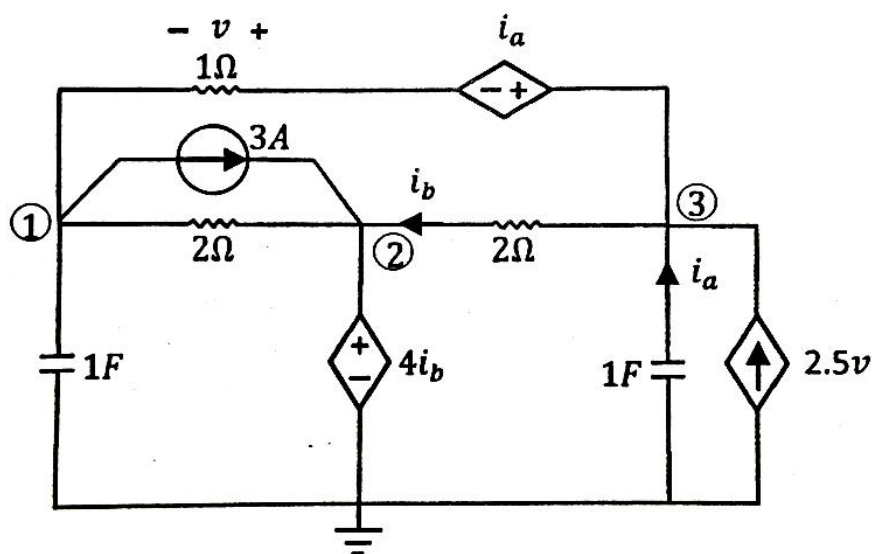 − v +
i_a
1Ω
− +
3A
①
i_b
③
2Ω
②
2Ω
i_a
1F
+
−
4i_b
1F
2.5v